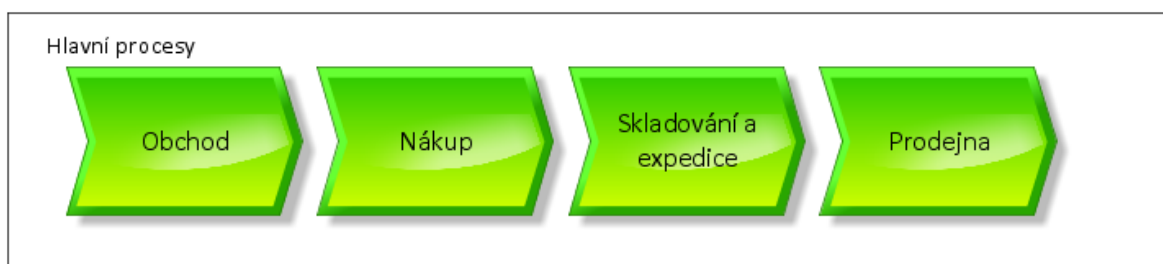 Hlavní procesy
Obchod
Nákup
Skladování a
expedice
Prodejna